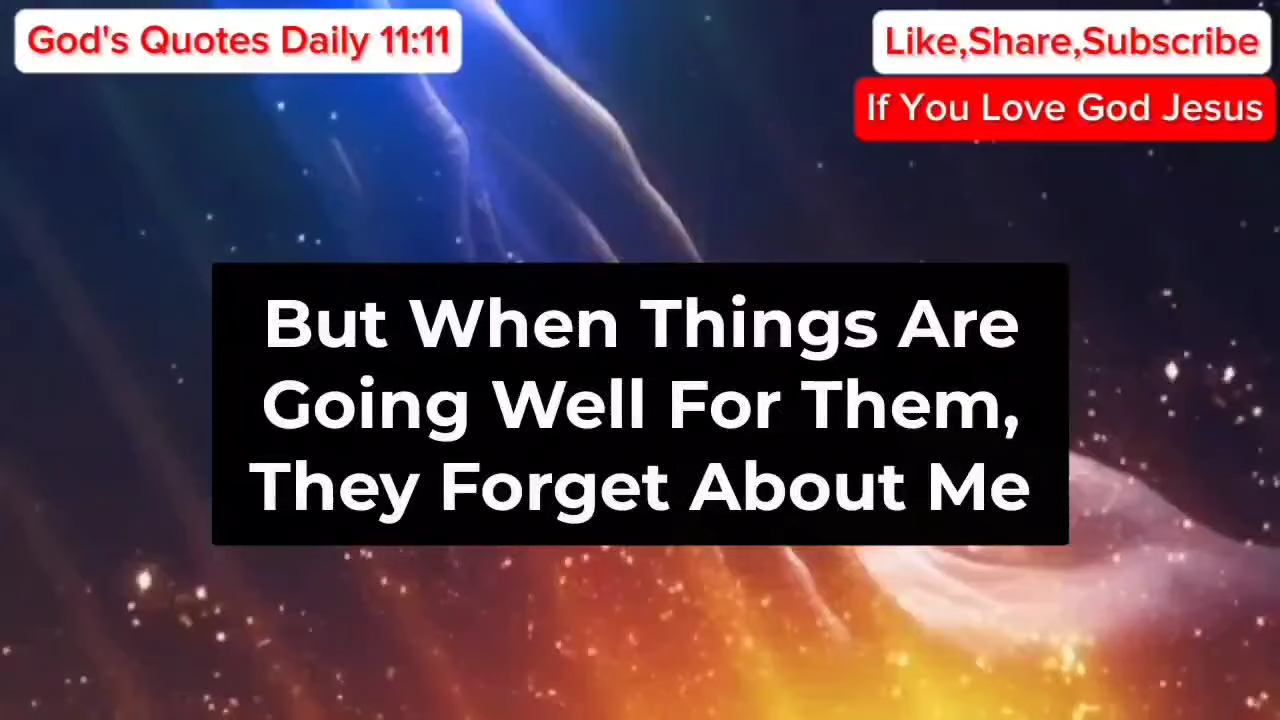 God's Quotes Daily 11:11
Like,Share,Subscribe
If You Love God Jesus
But When Things Are
Going Well For Them,
They Forget About Me